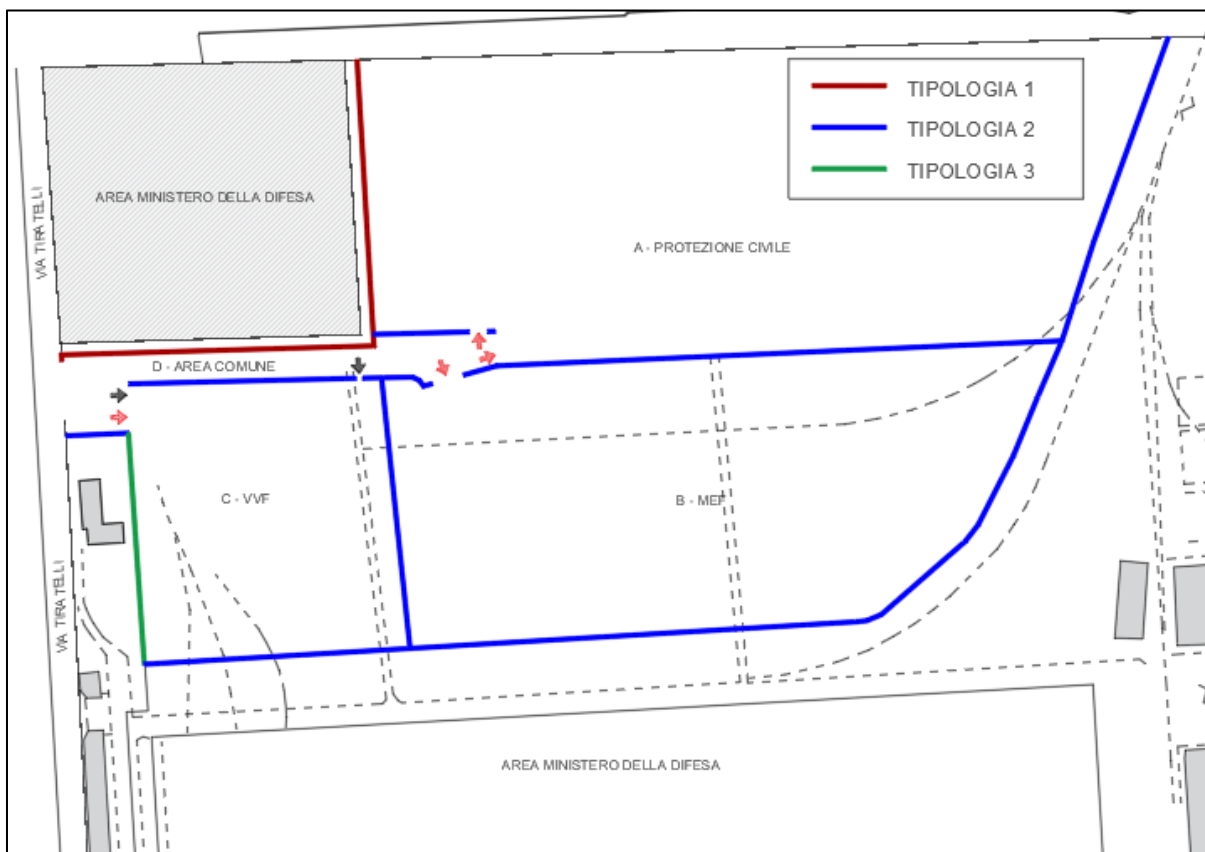 TIPOLOGIA 1
TIPOLOGIA 2
TIPOLOGIA 3
AREA MINISTERO DELLA DIFESA
VIA TIRATELLI
A - PROTEZIONE CIVILE
D - AREA COMUNE
C - VVF
B - MEF
VIA TIRATELLI
AREA MINISTERO DELLA DIFESA